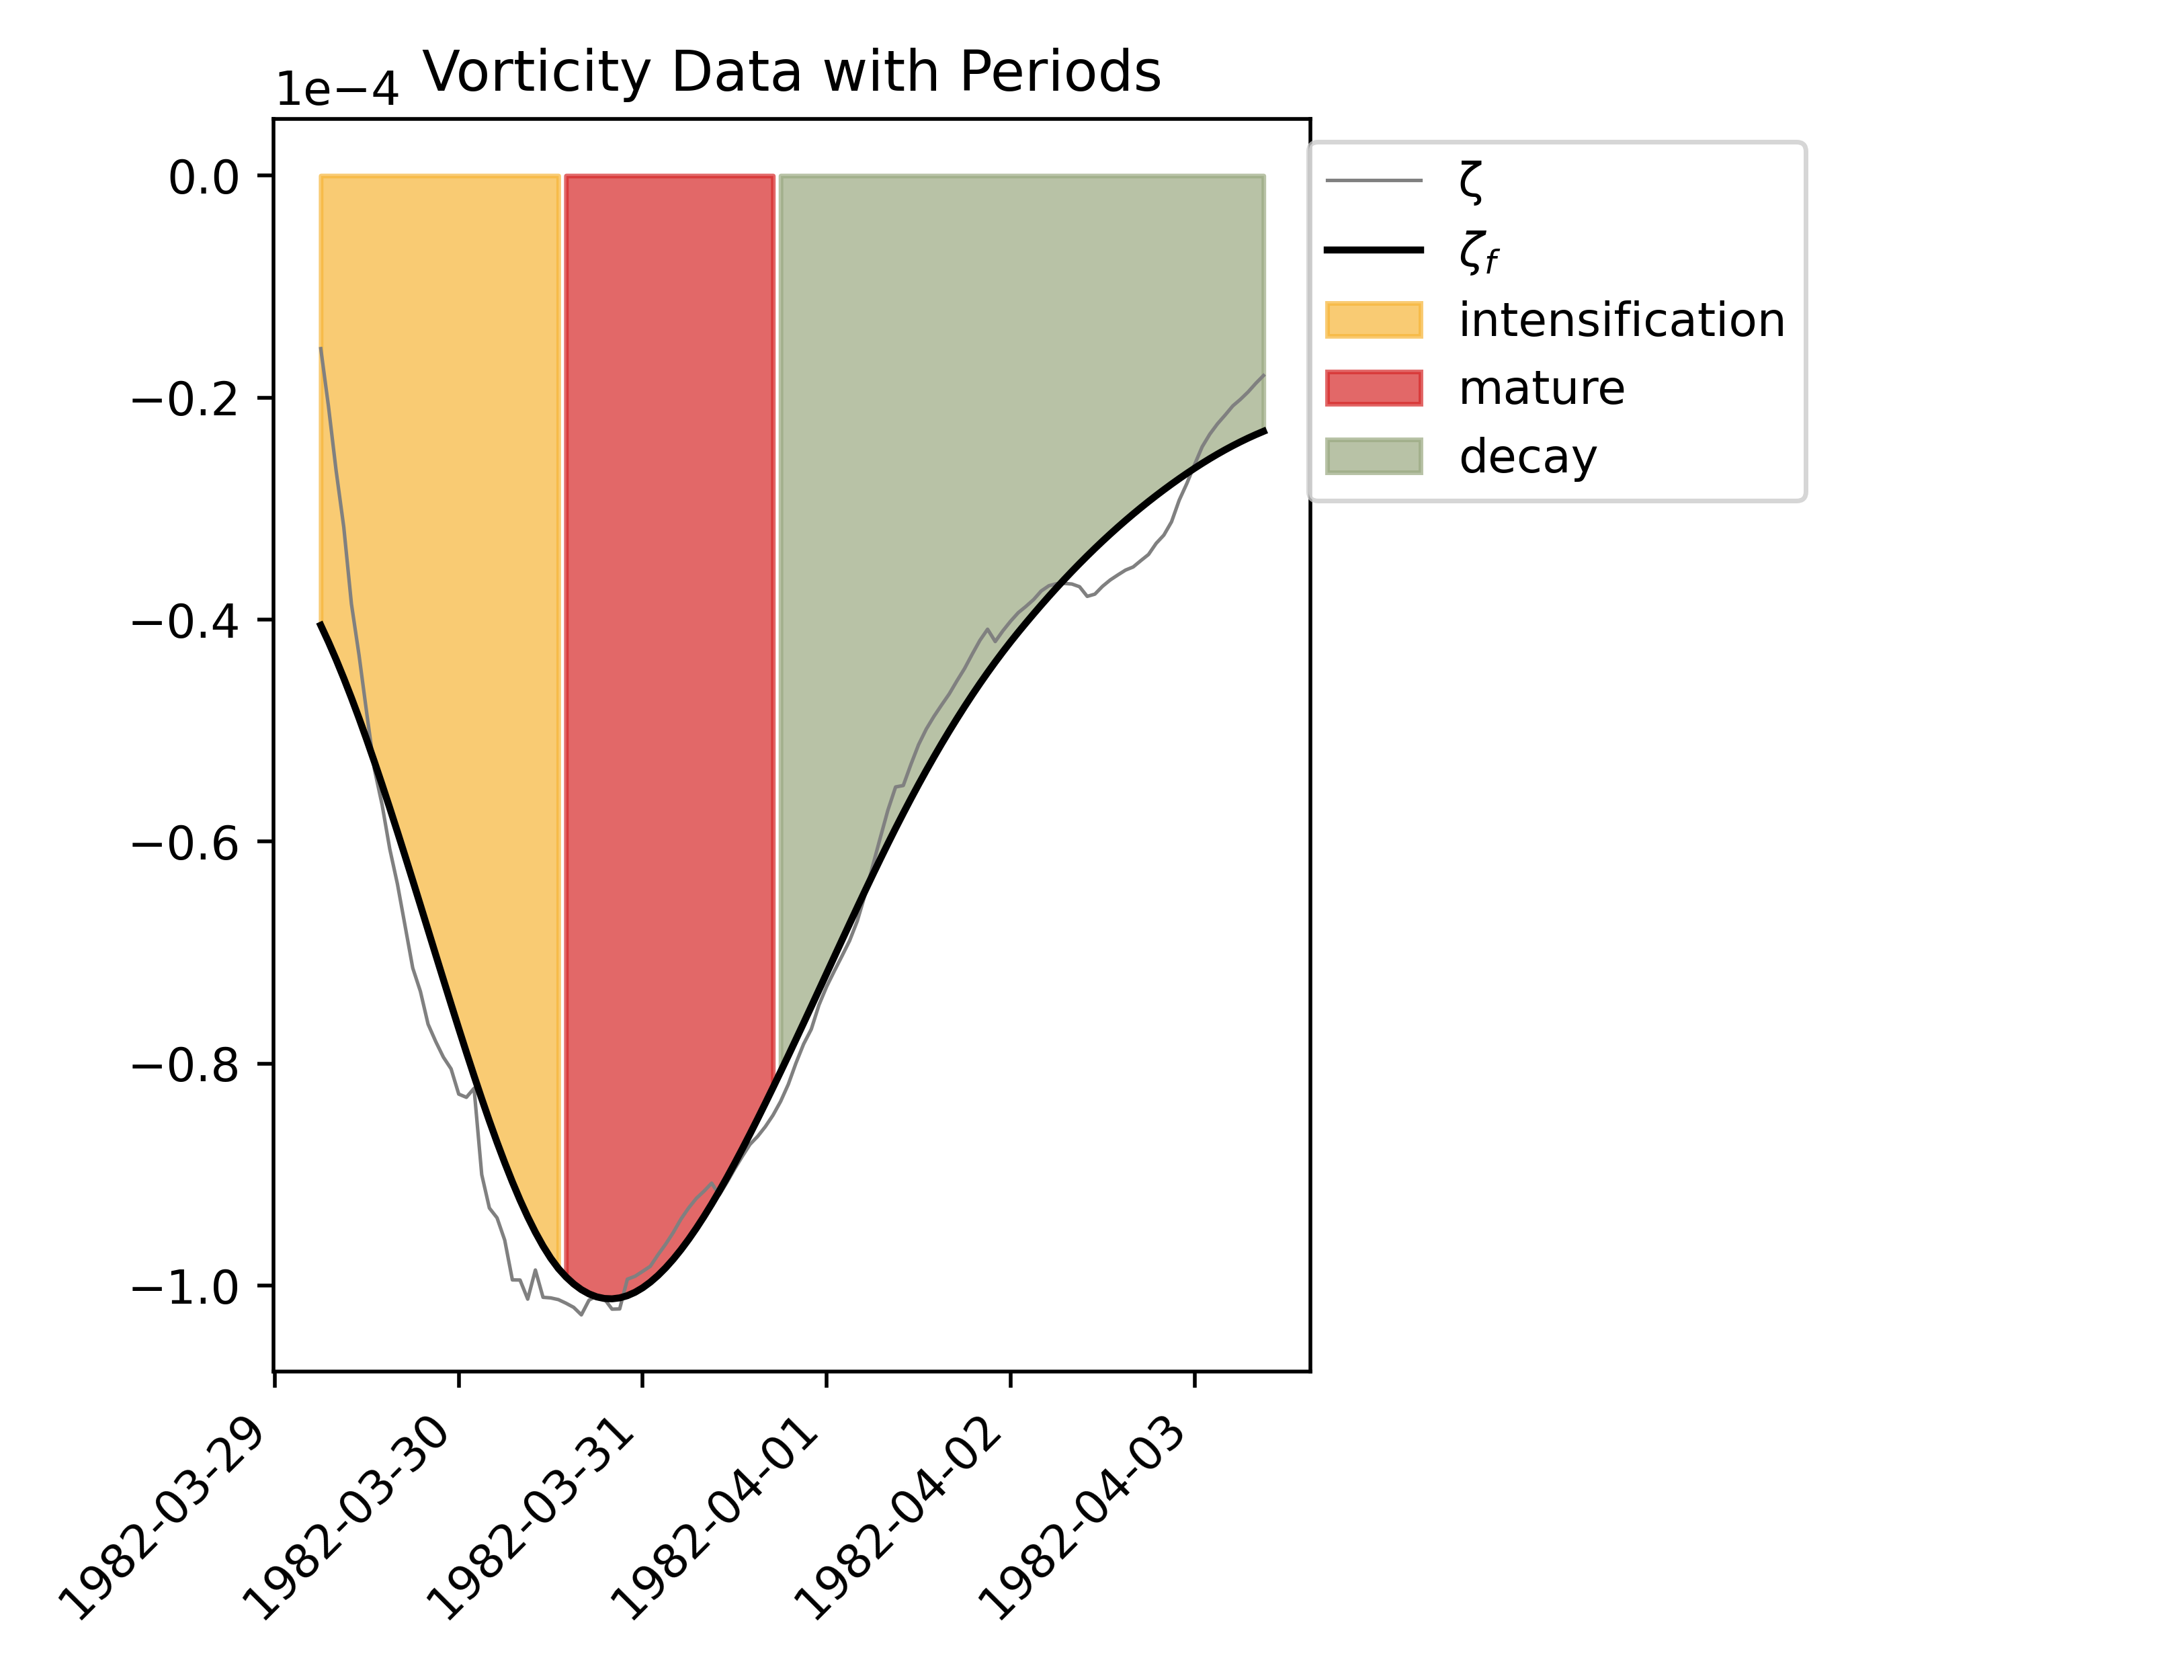 Vorticity Data with Periods
1e−4
0.0
−0.2
−0.4
−0.6
−0.8
−1.0
1982-03-29
1982-03-30
1982-03-31
1982-04-01
1982-04-02
1982-04-03
ζ
ζf
intensification
mature
decay